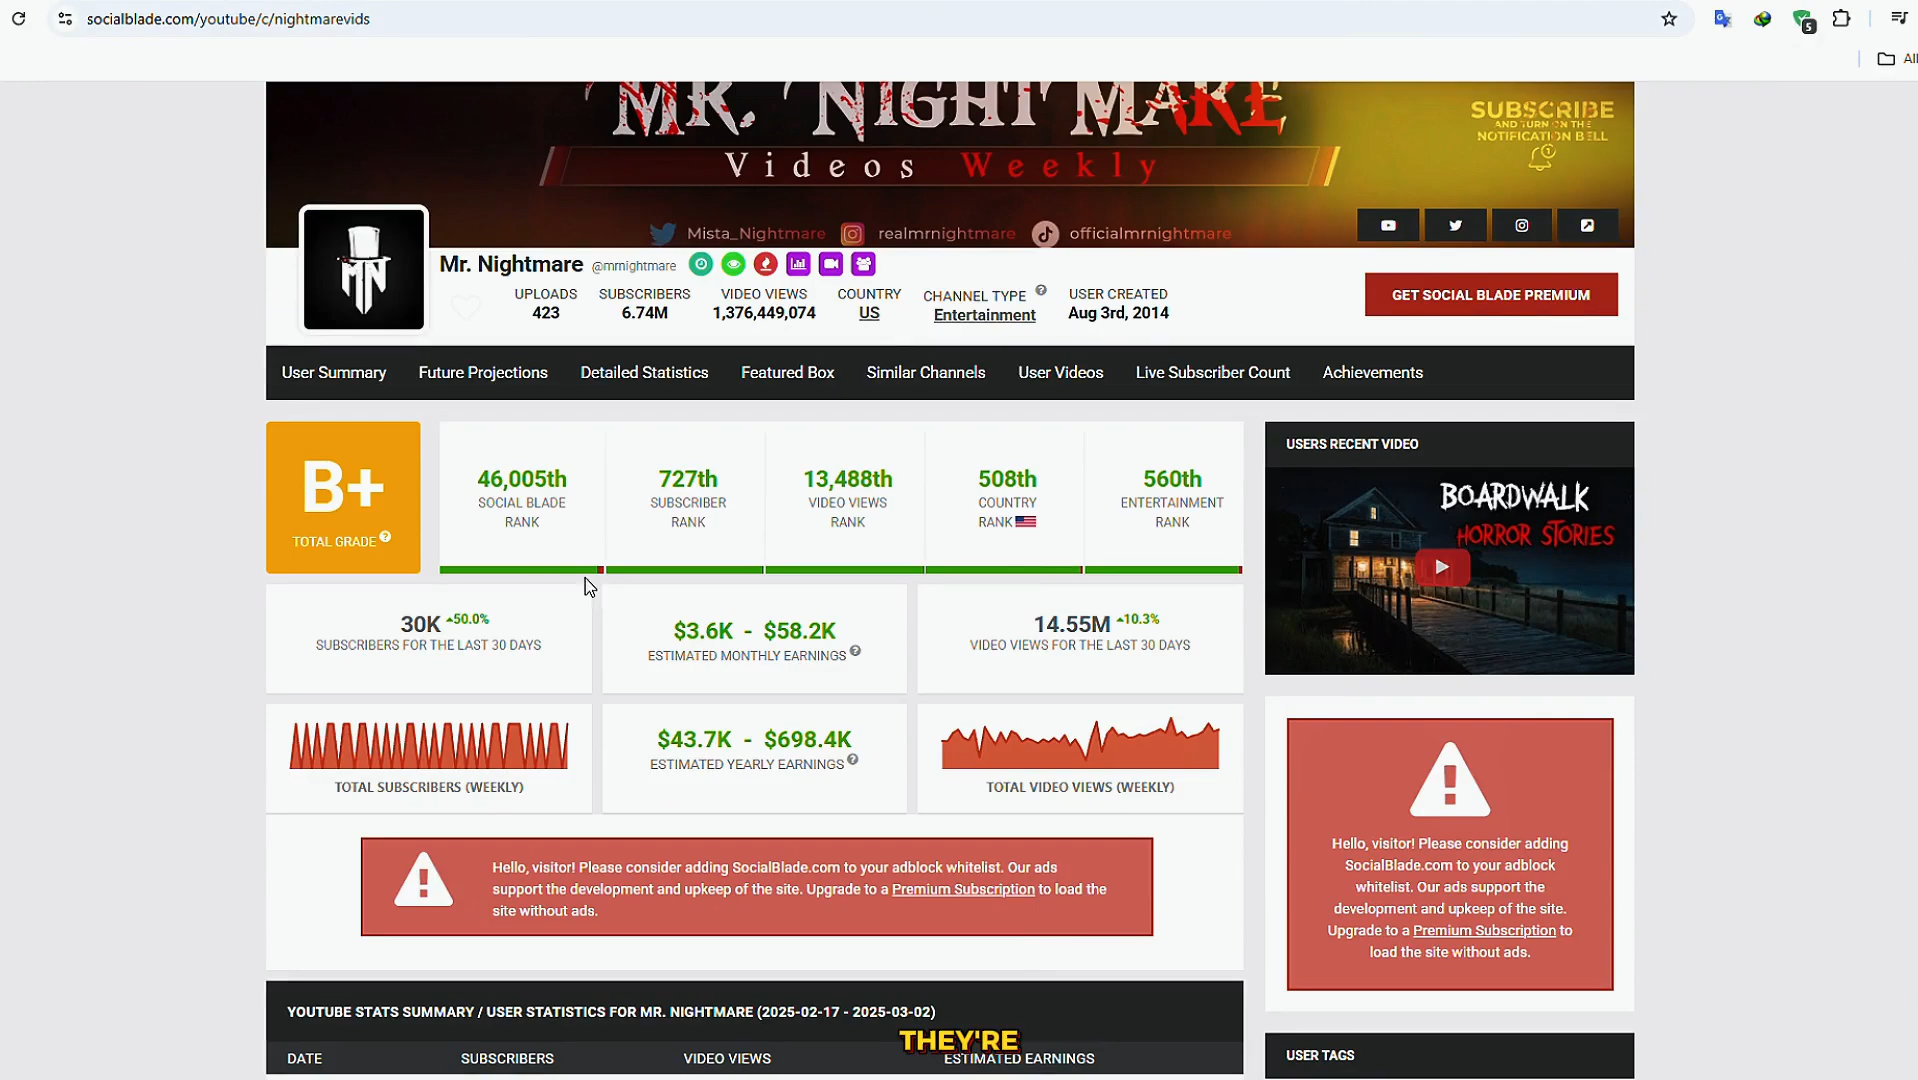 socialblade.com/youtube/c/nightmarevids
5
All
MR. NIGHTMARE
Videos Weekly
SUBSCRIBE
AND TURN ON THE
NOTIFICATION BELL
1
Mista_Nightmare realmrnightmare officialmrnightmare
MN
Mr. Nightmare @mrnightmare
UPLOADS SUBSCRIBERS VIDEO VIEWS COUNTRY CHANNEL TYPE ? USER CREATED
423 6.74M 1,376,449,074 US Entertainment Aug 3rd, 2014
GET SOCIAL BLADE PREMIUM
User Summary Future Projections Detailed Statistics Featured Box Similar Channels User Videos Live Subscriber Count Achievements
B+
TOTAL GRADE ?
46,005th
SOCIAL BLADE
RANK
727th
SUBSCRIBER
RANK
13,488th
VIDEO VIEWS
RANK
508th
COUNTRY
RANK
560th
ENTERTAINMENT
RANK
USERS RECENT VIDEO
BOARDWALK
HORROR STORIES
30K 50.0%
SUBSCRIBERS FOR THE LAST 30 DAYS
$3.6K - $58.2K
ESTIMATED MONTHLY EARNINGS ?
14.55M 10.3%
VIDEO VIEWS FOR THE LAST 30 DAYS
TOTAL SUBSCRIBERS (WEEKLY)
$43.7K - $698.4K
ESTIMATED YEARLY EARNINGS ?
TOTAL VIDEO VIEWS (WEEKLY)
Hello, visitor! Please consider adding SocialBlade.com to your adblock whitelist. Our ads
support the development and upkeep of the site. Upgrade to a Premium Subscription to load the
site without ads.
Hello, visitor! Please consider adding
SocialBlade.com to your adblock
whitelist. Our ads support the
development and upkeep of the site.
Upgrade to a Premium Subscription to
load the site without ads.
YOUTUBE STATS SUMMARY / USER STATISTICS FOR MR. NIGHTMARE (2025-02-17 - 2025-03-02)
THEY'RE
DATE SUBSCRIBERS VIDEO VIEWS ESTIMATED EARNINGS
USER TAGS